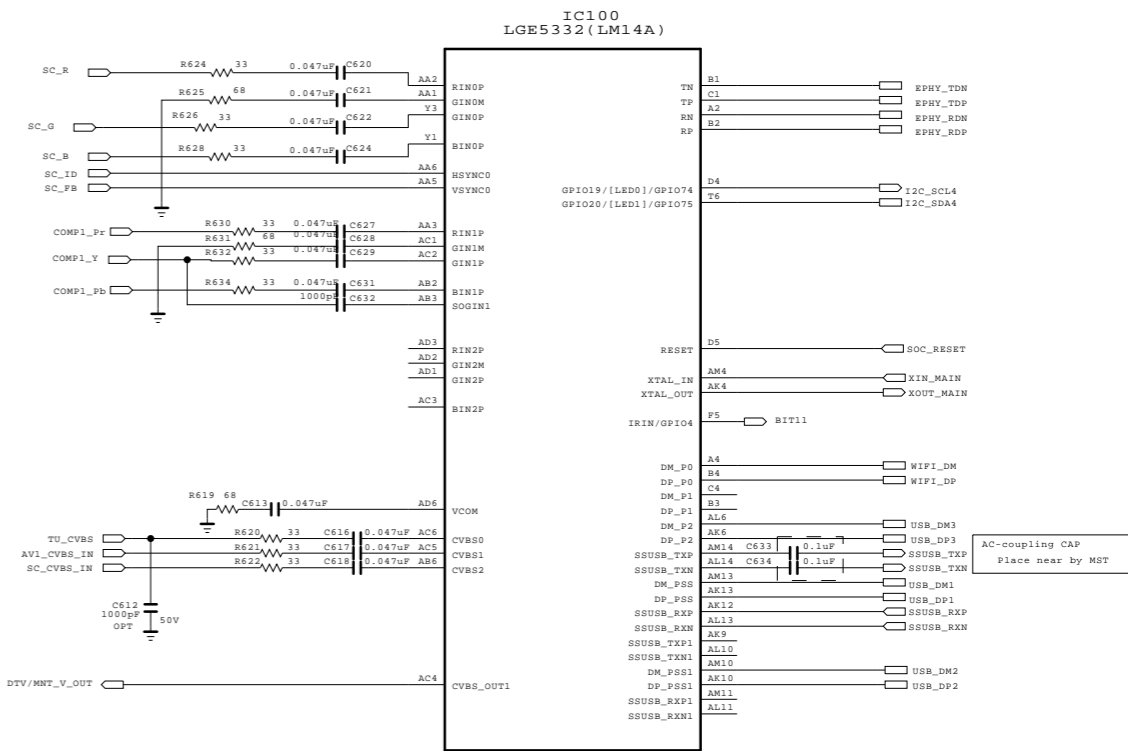 IC100
LGE5332(LM14A)
SC_R R624 33 0.047uF C620 AA2 RIN0P
R625 68 0.047uF C621 AA1 GIN0M
SC_G R626 33 0.047uF C622 Y3 GIN0P
SC_B R628 33 0.047uF C624 Y1 BIN0P
SC_ID AA6 HSYNC0
SC_FB AA5 VSYNC0
COMP1_Pr R630 33 0.047uF C627 AA3 RIN1P
R631 68 0.047uF C628 AC1 GIN1M
COMP1_Y R632 33 0.047uF C629 AC2 GIN1P
COMP1_Pb R634 33 0.047uF C631 AB2 BIN1P
1000pF C632 AB3 SOGIN1
AD3 RIN2P
AD2 GIN2M
AD1 GIN2P
AC3 BIN2P
R619 68 C613 0.047uF AD6 VCOM
TU_CVBS R620 33 C616 0.047uF AC6 CVBS0
AV1_CVBS_IN R621 33 C617 0.047uF AC5 CVBS1
SC_CVBS_IN R622 33 C618 0.047uF AB6 CVBS2
C612
1000pF 50V
OPT
DTV/MNT_V_OUT AC4 CVBS_OUT1
TN B1 EPHY_TDN
TP C1 EPHY_TDP
RN A2 EPHY_RDN
RP B2 EPHY_RDP
GPIO19/[LED0]/GPIO74 D4 I2C_SCL4
GPIO20/[LED1]/GPIO75 T6 I2C_SDA4
RESET D5 SOC_RESET
XTAL_IN AM4 XIN_MAIN
XTAL_OUT AK4 XOUT_MAIN
IRIN/GPIO4 F5 BIT11
DM_P0 A4 WIFI_DM
DP_P0 B4 WIFI_DP
DM_P1 C4
DP_P1 B3
DM_P2 AL6 USB_DM3
DP_P2 AK6 USB_DP3
SSUSB_TXP AM14 C633 0.1uF SSUSB_TXP
SSUSB_TXN AL14 C634 0.1uF SSUSB_TXN
DM_PSS AM13 USB_DM1
DP_PSS AK13 USB_DP1
SSUSB_RXP AK12 SSUSB_RXP
SSUSB_RXN AL13 SSUSB_RXN
SSUSB_TXP1 AK9
SSUSB_TXN1 AL10
DM_PSS1 AM10 USB_DM2
DP_PSS1 AK10 USB_DP2
SSUSB_RXP1 AM11
SSUSB_RXN1 AL11
AC-coupling CAP
Place near by MST